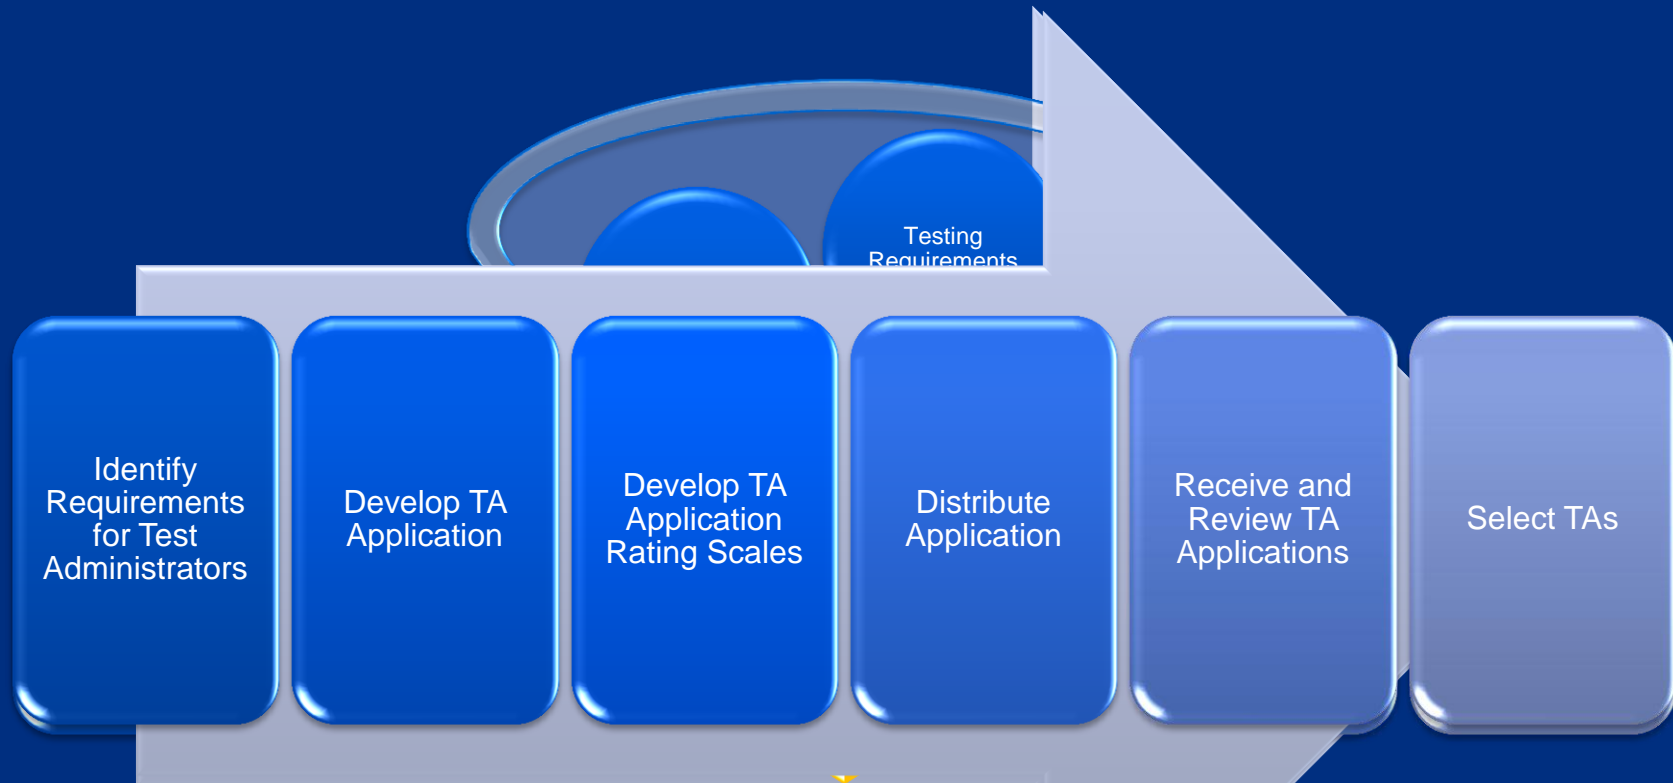 Testing
Requirements
Identify
Requirements
for Test
Administrators
Develop TA
Application
Develop TA
Application
Rating Scales
Distribute
Application
Receive and
Review TA
Applications
Select TAs